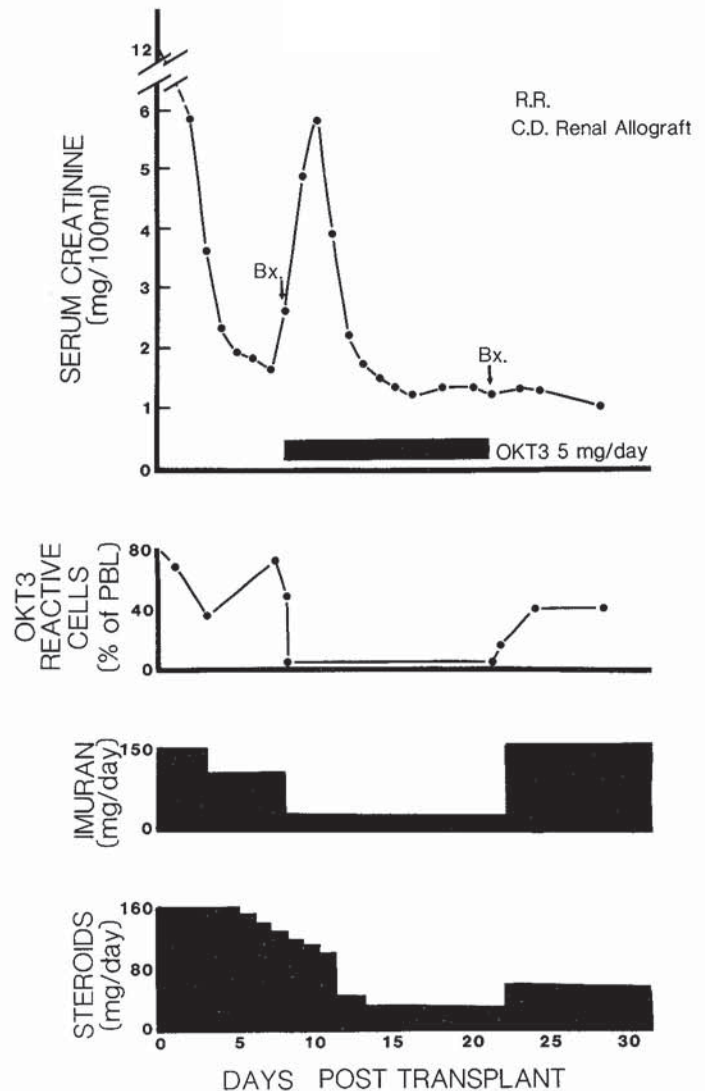 12
6
5
4
3
2
1
0
SERUM CREATININE
(mg/100ml)
R.R.
C.D. Renal Allograft
Bx.
Bx.
OKT3 5 mg/day
80
40
0
OKT3
REACTIVE
CELLS
(% of PBL)
150
0
IMURAN
(mg/day)
160
80
0
STEROIDS
(mg/day)
0 5 10 15 20 25 30
DAYS POST TRANSPLANT